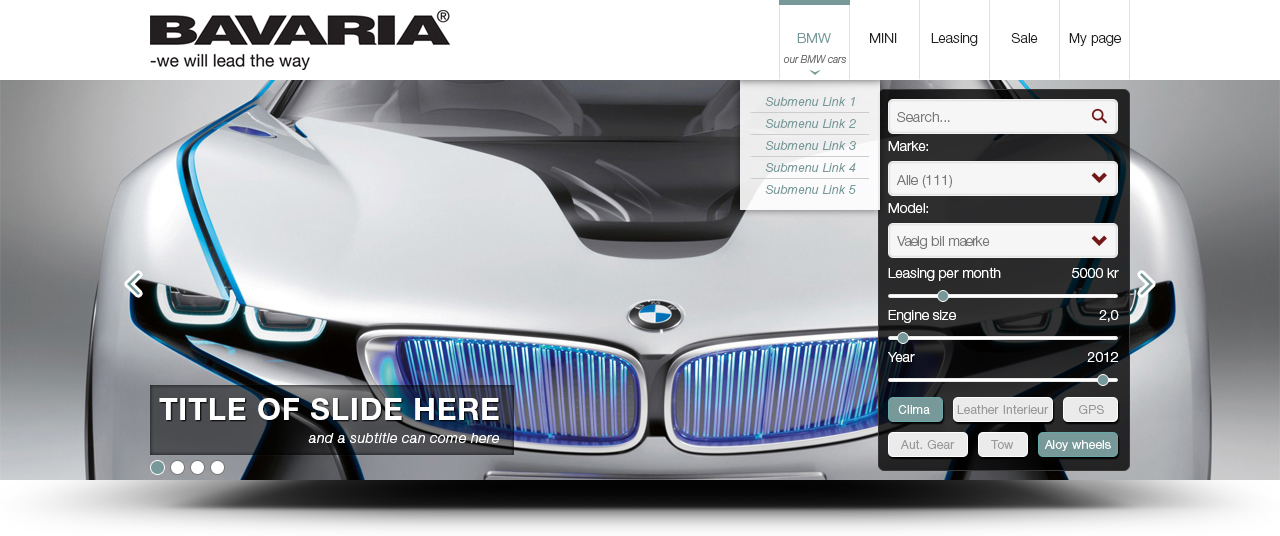 BAVARIA®
-we will lead the way
BMW
our BMW cars
MINI
Leasing
Sale
My page
Submenu Link 1
Submenu Link 2
Submenu Link 3
Submenu Link 4
Submenu Link 5
Search...
Marke:
Alle (111)
Model:
Vaelg bil mærke
Leasing per month 5000 kr
Engine size 2,0
Year 2012
Clima Leather Interieur GPS
Aut. Gear Tow Aloy wheels
BMW
TITLE OF SLIDE HERE
and a subtitle can come here